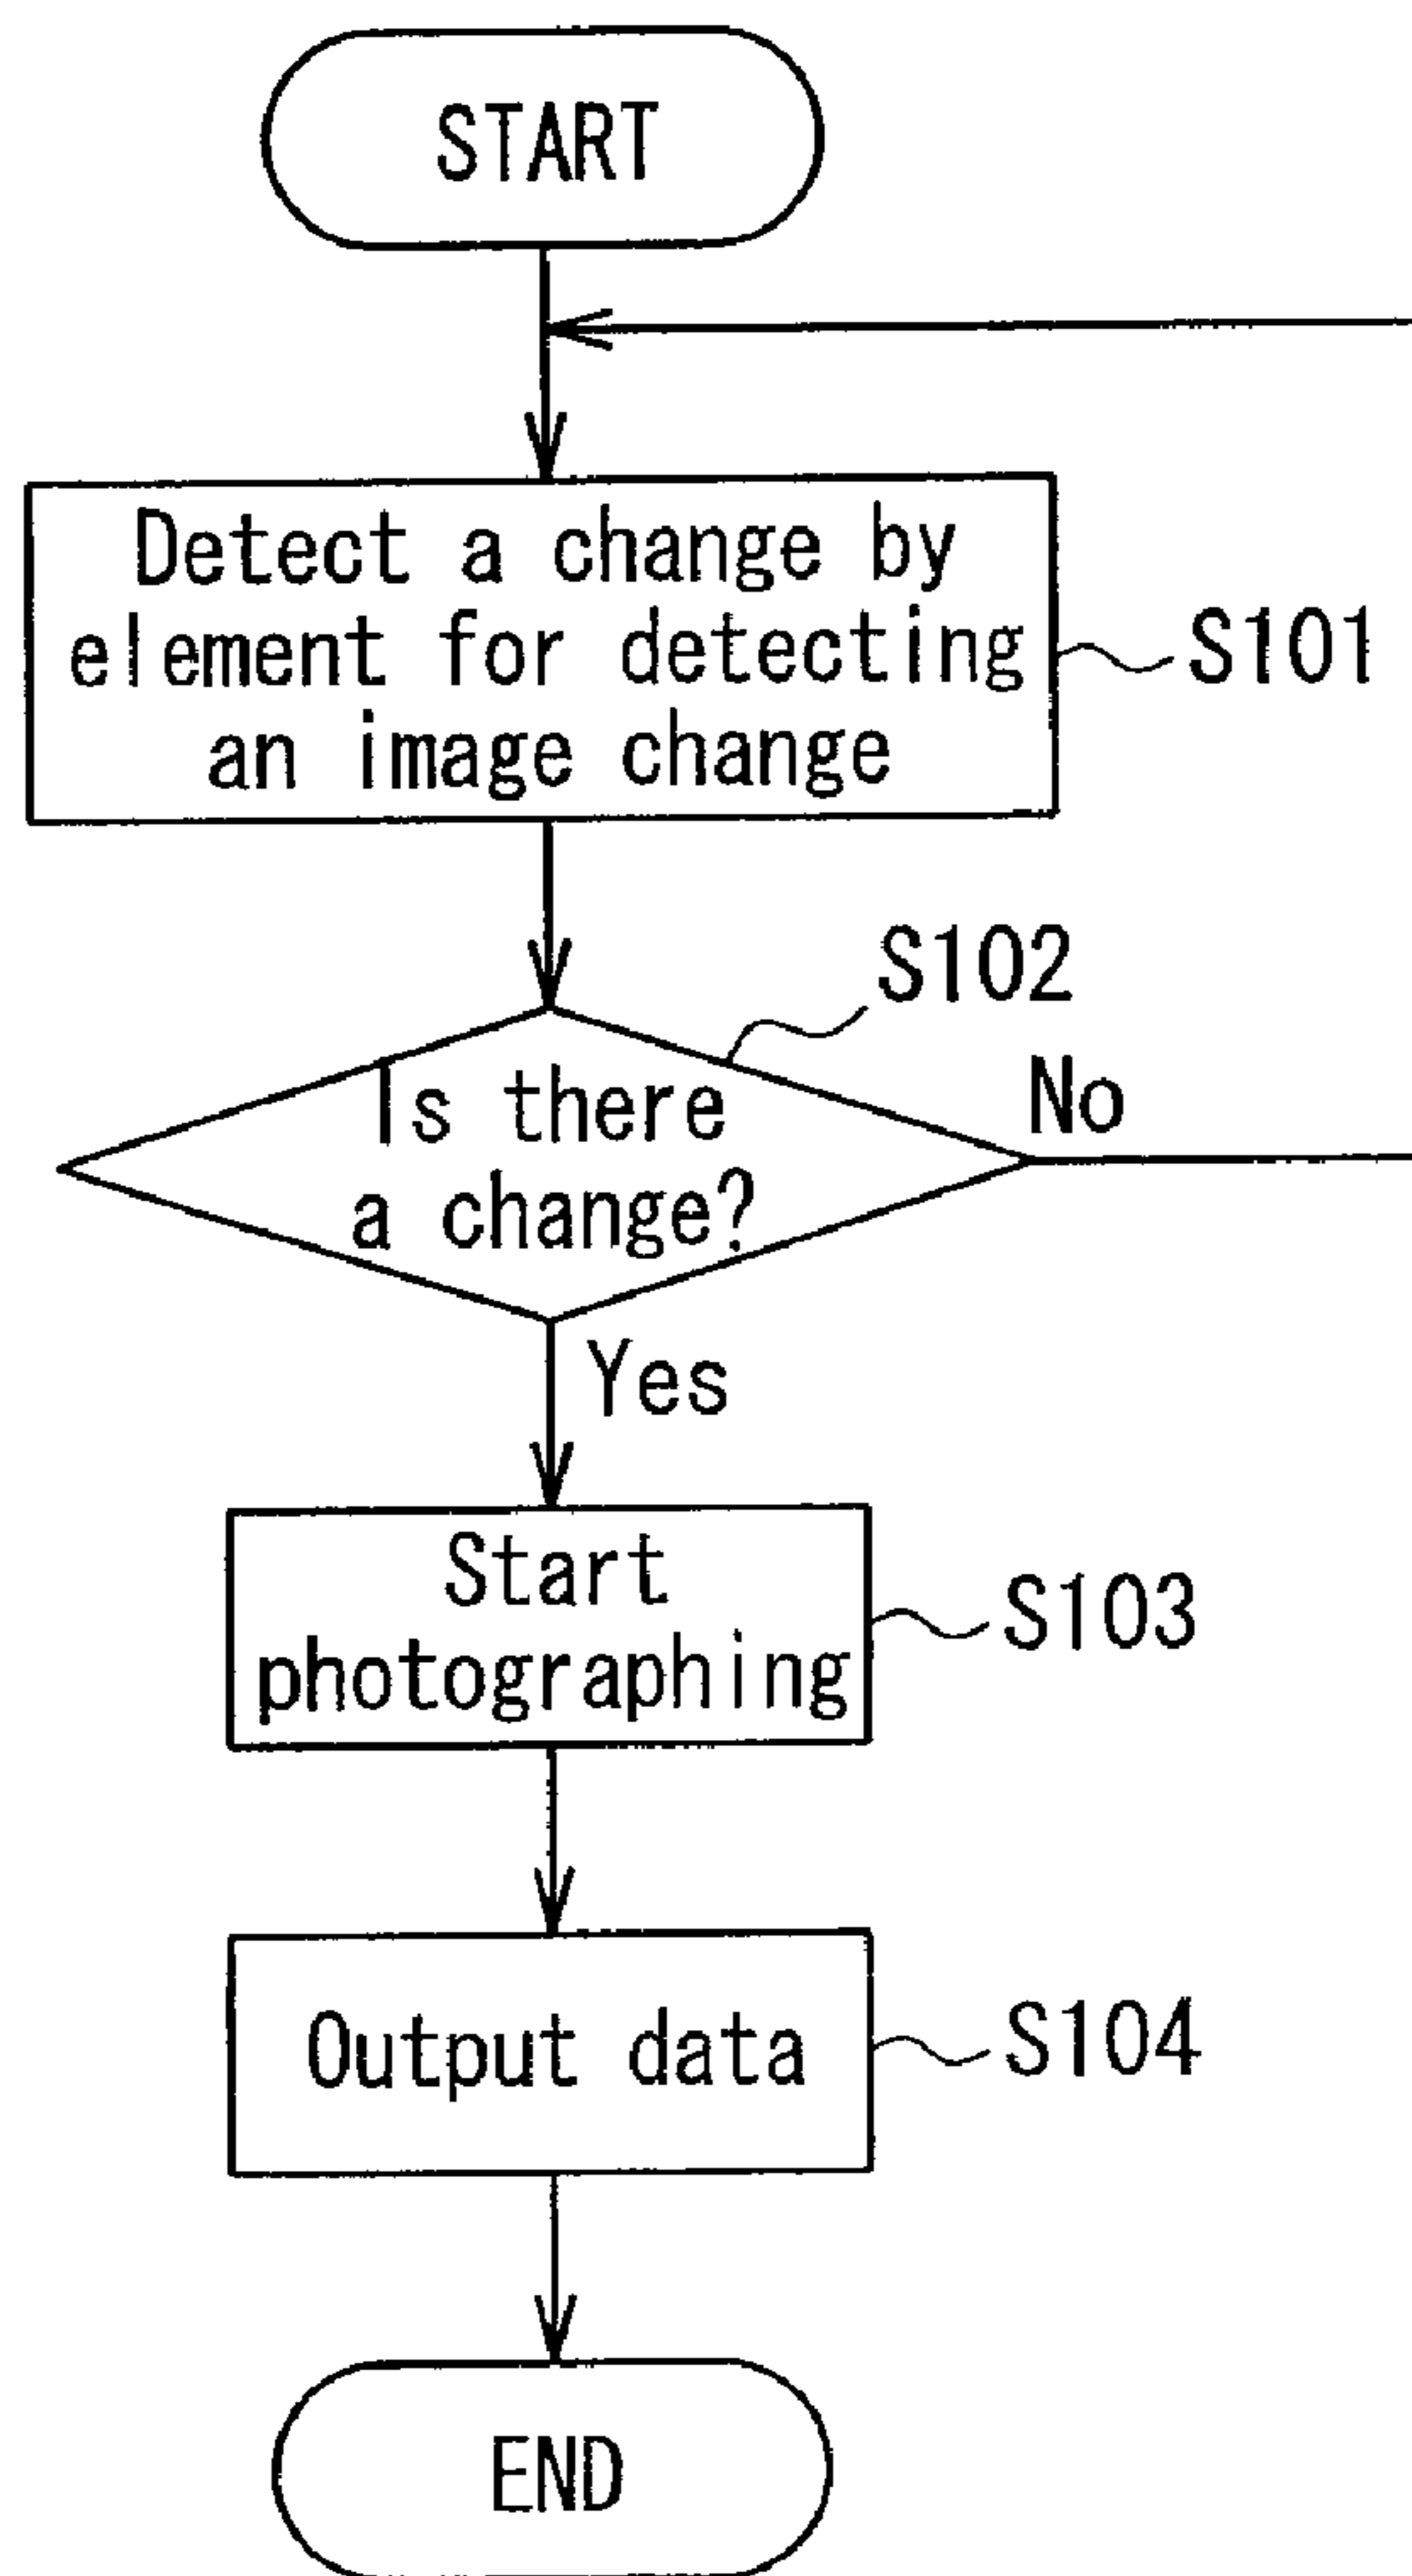 START
Detect a change by
element for detecting
an image change
S101
S102
Is there
a change?
No
Yes
Start
photographing
S103
Output data
S104
END